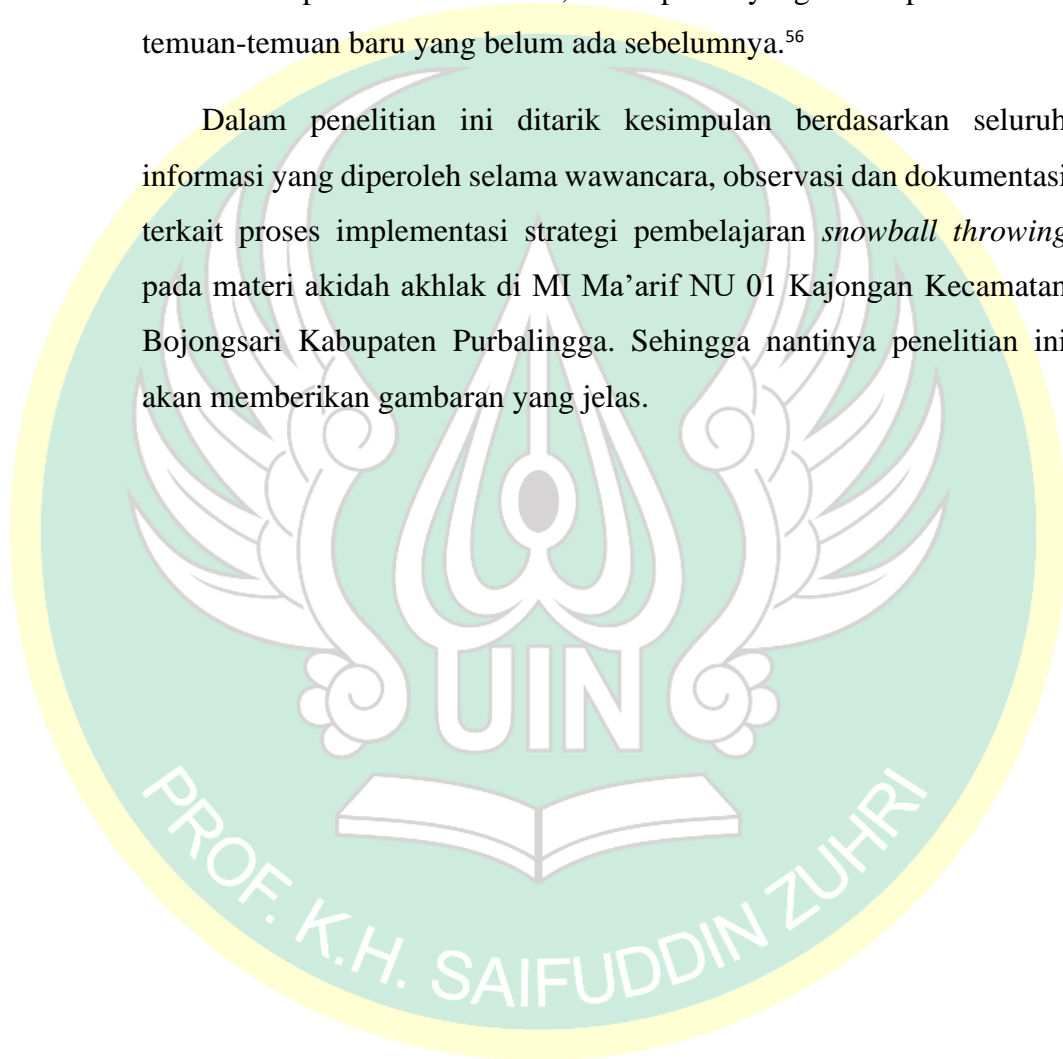 temuan-temuan baru yang belum ada sebelumnya.⁵⁶
Dalam penelitian ini ditarik kesimpulan berdasarkan seluruh
informasi yang diperoleh selama wawancara, observasi dan dokumentasi
terkait proses implementasi strategi pembelajaran snowball throwing
pada materi akidah akhlak di MI Ma’arif NU 01 Kajongan Kecamatan
Bojongsari Kabupaten Purbalingga. Sehingga nantinya penelitian ini
akan memberikan gambaran yang jelas.
UIN
PROF. K.H. SAIFUDDIN ZUHRI